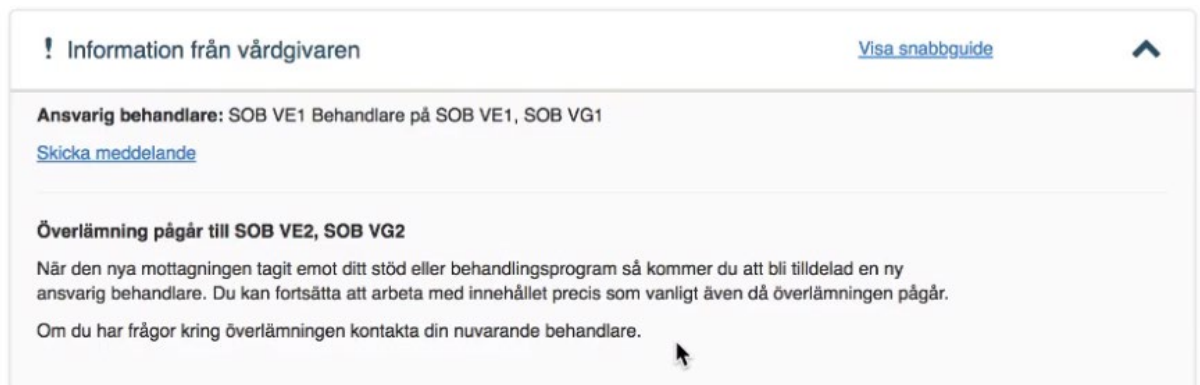 ! Information från vårdgivaren Visa snabbguide
Ansvarig behandlare: SOB VE1 Behandlare på SOB VE1, SOB VG1
Skicka meddelande
Överlämning pågår till SOB VE2, SOB VG2
När den nya mottagningen tagit emot ditt stöd eller behandlingsprogram så kommer du att bli tilldelad en ny
ansvarig behandlare. Du kan fortsätta att arbeta med innehållet precis som vanligt även då överlämningen pågår.
Om du har frågor kring överlämningen kontakta din nuvarande behandlare.